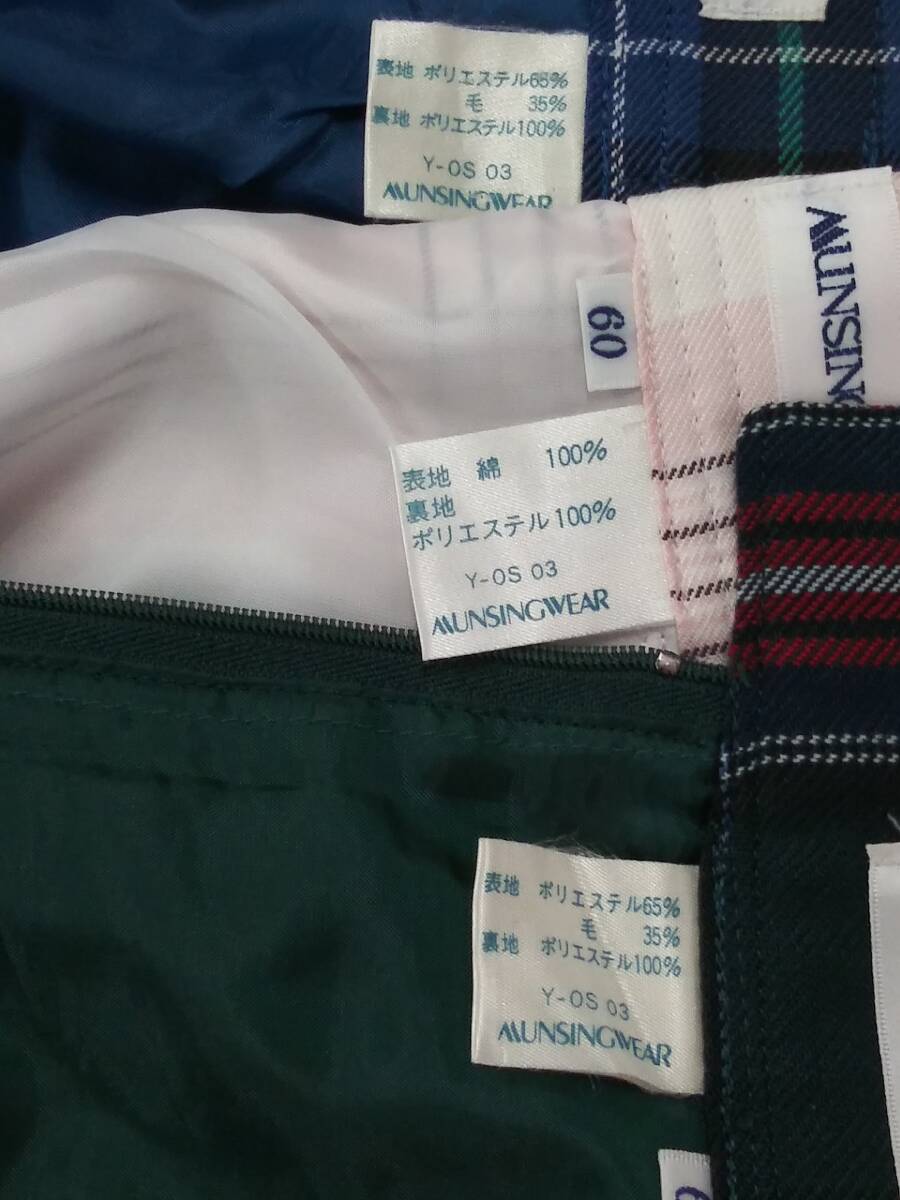 表地 ポリエステル65%
毛 35%
裏地 ポリエステル100%
Y-OS 03
MUNSINGWEAR
60
MUNSING
表地 綿 100%
裏地
ポリエステル100%
Y-OS 03
MUNSINGWEAR
表地 ポリエステル65%
毛 35%
裏地 ポリエステル100%
Y-OS 03
MUNSINGWEAR
6